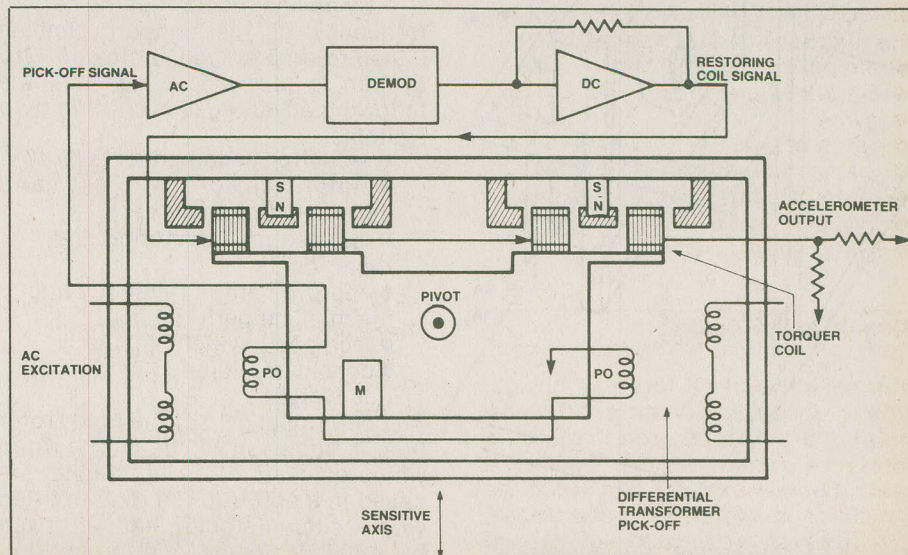 PICK-OFF SIGNAL
AC
DEMOD
DC
RESTORING
COIL SIGNAL
S
N
S
N
ACCELEROMETER
OUTPUT
PIVOT
TORQUER
COIL
AC
EXCITATION
PO
M
PO
SENSITIVE
AXIS
DIFFERENTIAL
TRANSFORMER
PICK-OFF